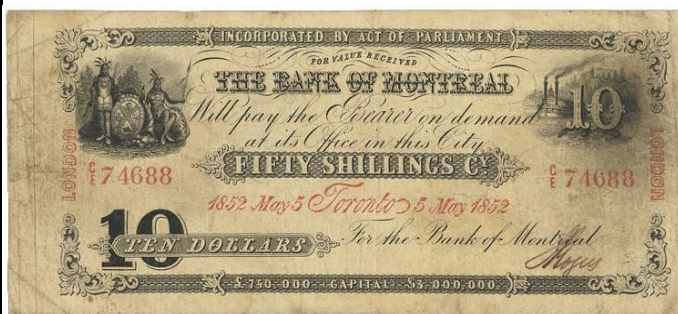 INCORPORATED BY ACT OF PARLIAMENT
FOR VALUE RECEIVED
THE BANK OF MONTREAL
10
Will pay the Bearer on demand
at its Office in this City
FIFTY SHILLINGS CY
LONDON
LONDON
C/E 74688
C/E 74688
1852 May 5 Toronto 5 May 1852
10
TEN DOLLARS
For the Bank of Montreal
£750,000 CAPITAL $3,000,000